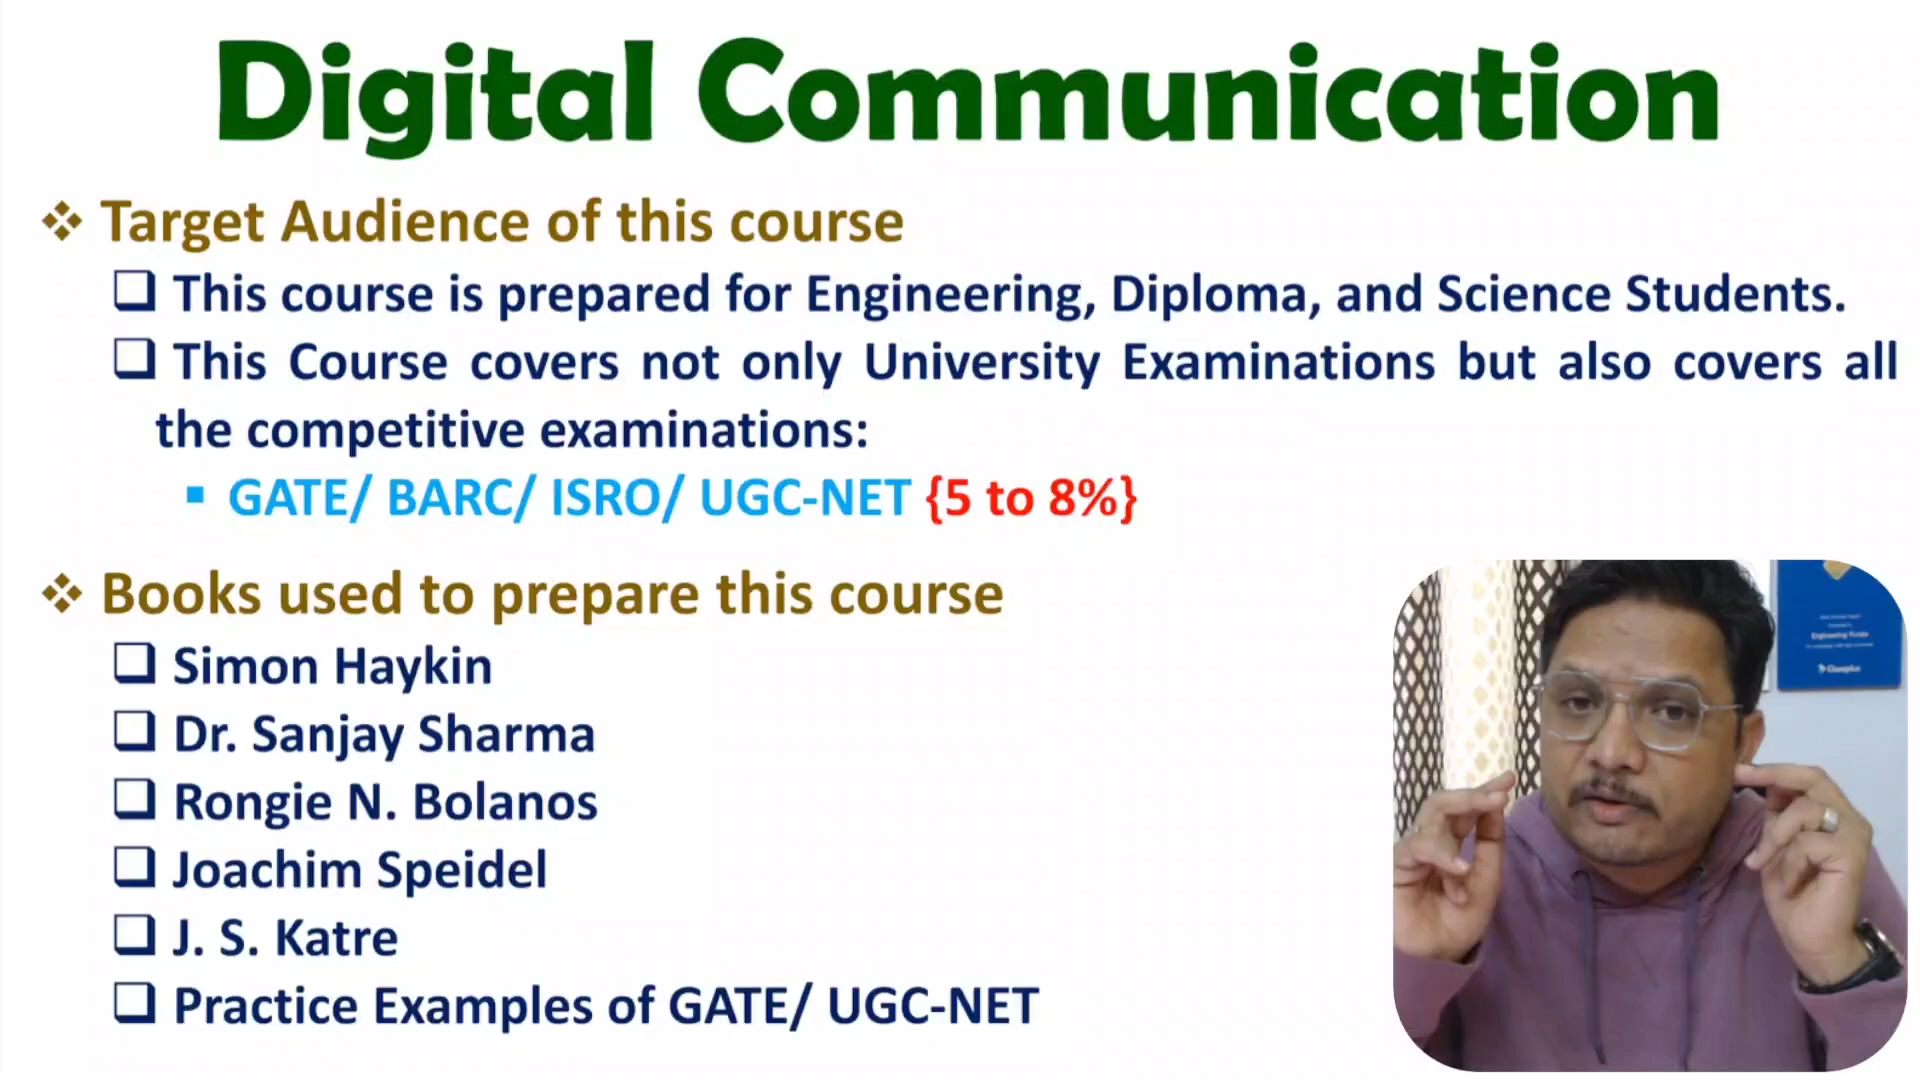 Digital Communication
Target Audience of this course
This course is prepared for Engineering, Diploma, and Science Students.
This Course covers not only University Examinations but also covers all
the competitive examinations:
GATE/ BARC/ ISRO/ UGC-NET {5 to 8%}
Books used to prepare this course
Simon Haykin
Dr. Sanjay Sharma
Rongie N. Bolanos
Joachim Speidel
J. S. Katre
Practice Examples of GATE/ UGC-NET
Engineering Funda
Classplus